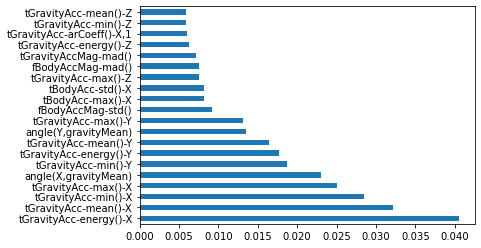 tGravityAcc-mean()-Z
tGravityAcc-min()-Z
tGravityAcc-arCoeff()-X,1
tGravityAcc-energy()-Z
tGravityAccMag-mad()
fBodyAccMag-mad()
tGravityAcc-max()-Z
tBodyAcc-std()-X
tBodyAcc-max()-X
fBodyAccMag-std()
tGravityAcc-max()-Y
angle(Y,gravityMean)
tGravityAcc-mean()-Y
tGravityAcc-energy()-Y
tGravityAcc-min()-Y
angle(X,gravityMean)
tGravityAcc-max()-X
tGravityAcc-min()-X
tGravityAcc-mean()-X
tGravityAcc-energy()-X
0.000 0.005 0.010 0.015 0.020 0.025 0.030 0.035 0.040